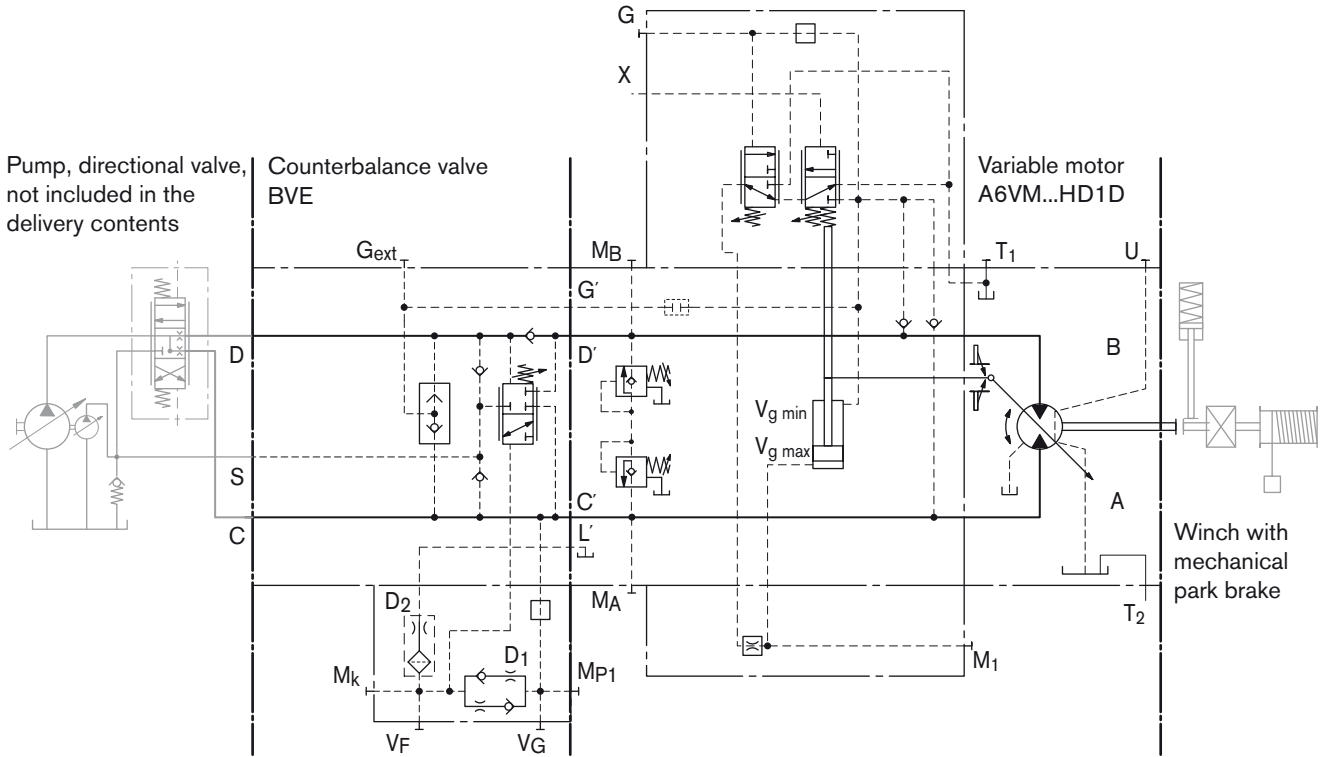 G
X
Pump, directional valve,
not included in the
delivery contents
Counterbalance valve
BVE
Variable motor
A6VM...HD1D
Gext
MB
T1
U
G′
D
D′
B
Vg min
Vg max
S
C′
A
C
L′
Winch with
mechanical
park brake
D2
MA
T2
D1
Mk
MP1
M1
VF
VG